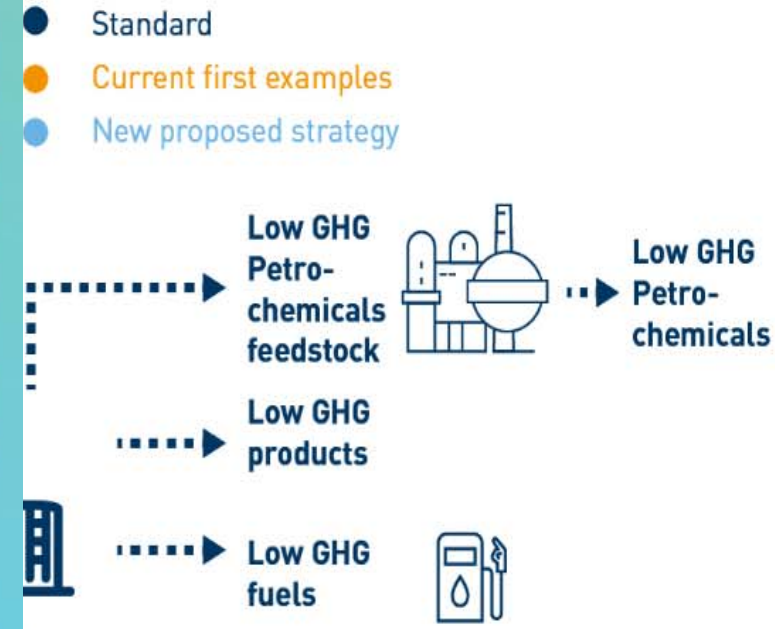 Standard
Current first examples
New proposed strategy
Low GHG
Petro-
chemicals
feedstock
Low GHG
Petro-
chemicals
Low GHG
products
Low GHG
fuels